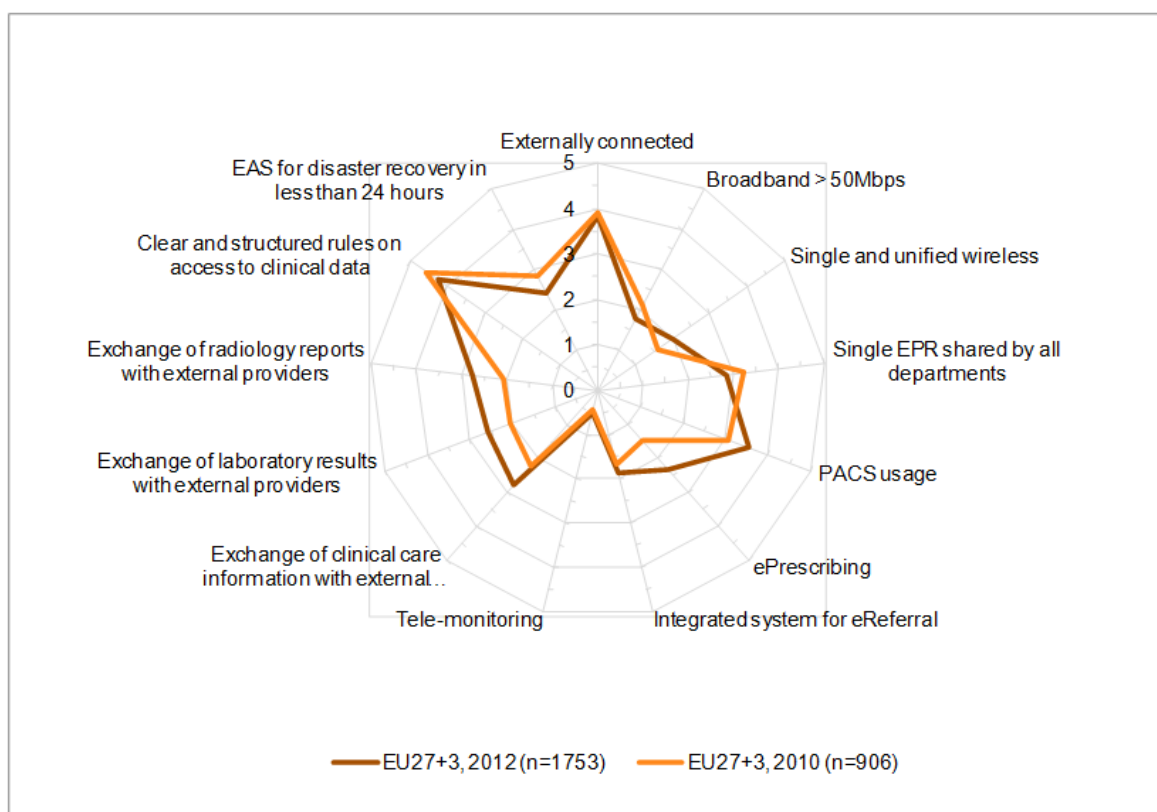 Externally connected
EAS for disaster recovery in
less than 24 hours
Broadband > 50Mbps
Clear and structured rules on
access to clinical data
Single and unified wireless
Exchange of radiology reports
with external providers
Single EPR shared by all
departments
Exchange of laboratory results
with external providers
PACS usage
Exchange of clinical care
information with external...
ePrescribing
Tele-monitoring
Integrated system for eReferral
5
4
3
2
1
0
EU27+3, 2012 (n=1753)
EU27+3, 2010 (n=906)